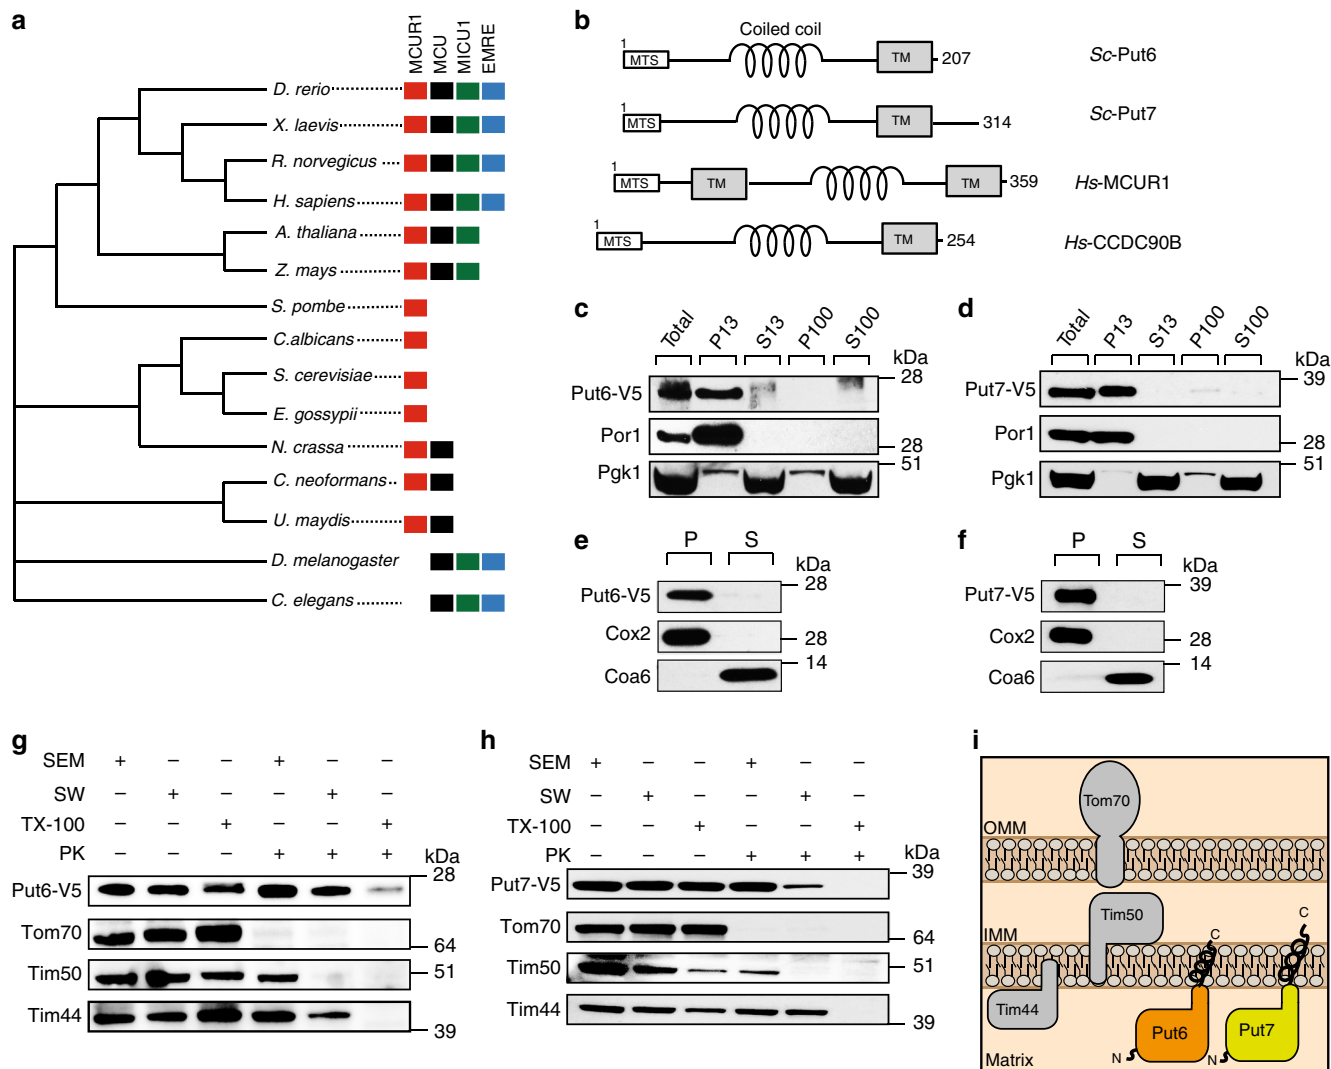 a
MCUR1
MCU
MICU1
EMRE
D. rerio
X. laevis
R. norvegicus
H. sapiens
A. thaliana
Z. mays
S. pombe
C.albicans
S. cerevisiae
E. gossypii
N. crassa
C. neoformans
U. maydis
D. melanogaster
C. elegans
b
Coiled coil
1
MTS
TM
207
Sc-Put6
1
MTS
TM
314
Sc-Put7
1
MTS
TM
TM
359
Hs-MCUR1
1
MTS
TM
254
Hs-CCDC90B
c
Total
P13
S13
P100
S100
kDa
Put6-V5
28
Por1
28
Pgk1
51
d
Total
P13
S13
P100
S100
kDa
Put7-V5
39
Por1
28
Pgk1
51
e
P S
kDa
Put6-V5
28
Cox2
28
Coa6
14
f
P S
kDa
Put7-V5
39
Cox2
28
Coa6
14
g
SEM + – – + – –
SW – + – – + –
TX-100 – – + – – +
PK – – – + + +
kDa
Put6-V5
28
Tom70
64
Tim50
51
Tim44
39
h
SEM + – – + – –
SW – + – – + –
TX-100 – – + – – +
PK – – – + + +
kDa
Put7-V5
39
Tom70
64
Tim50
51
Tim44
39
i
Tom70
OMM
Tim50
C
C
IMM
Tim44
Put6
Put7
N
N
Matrix